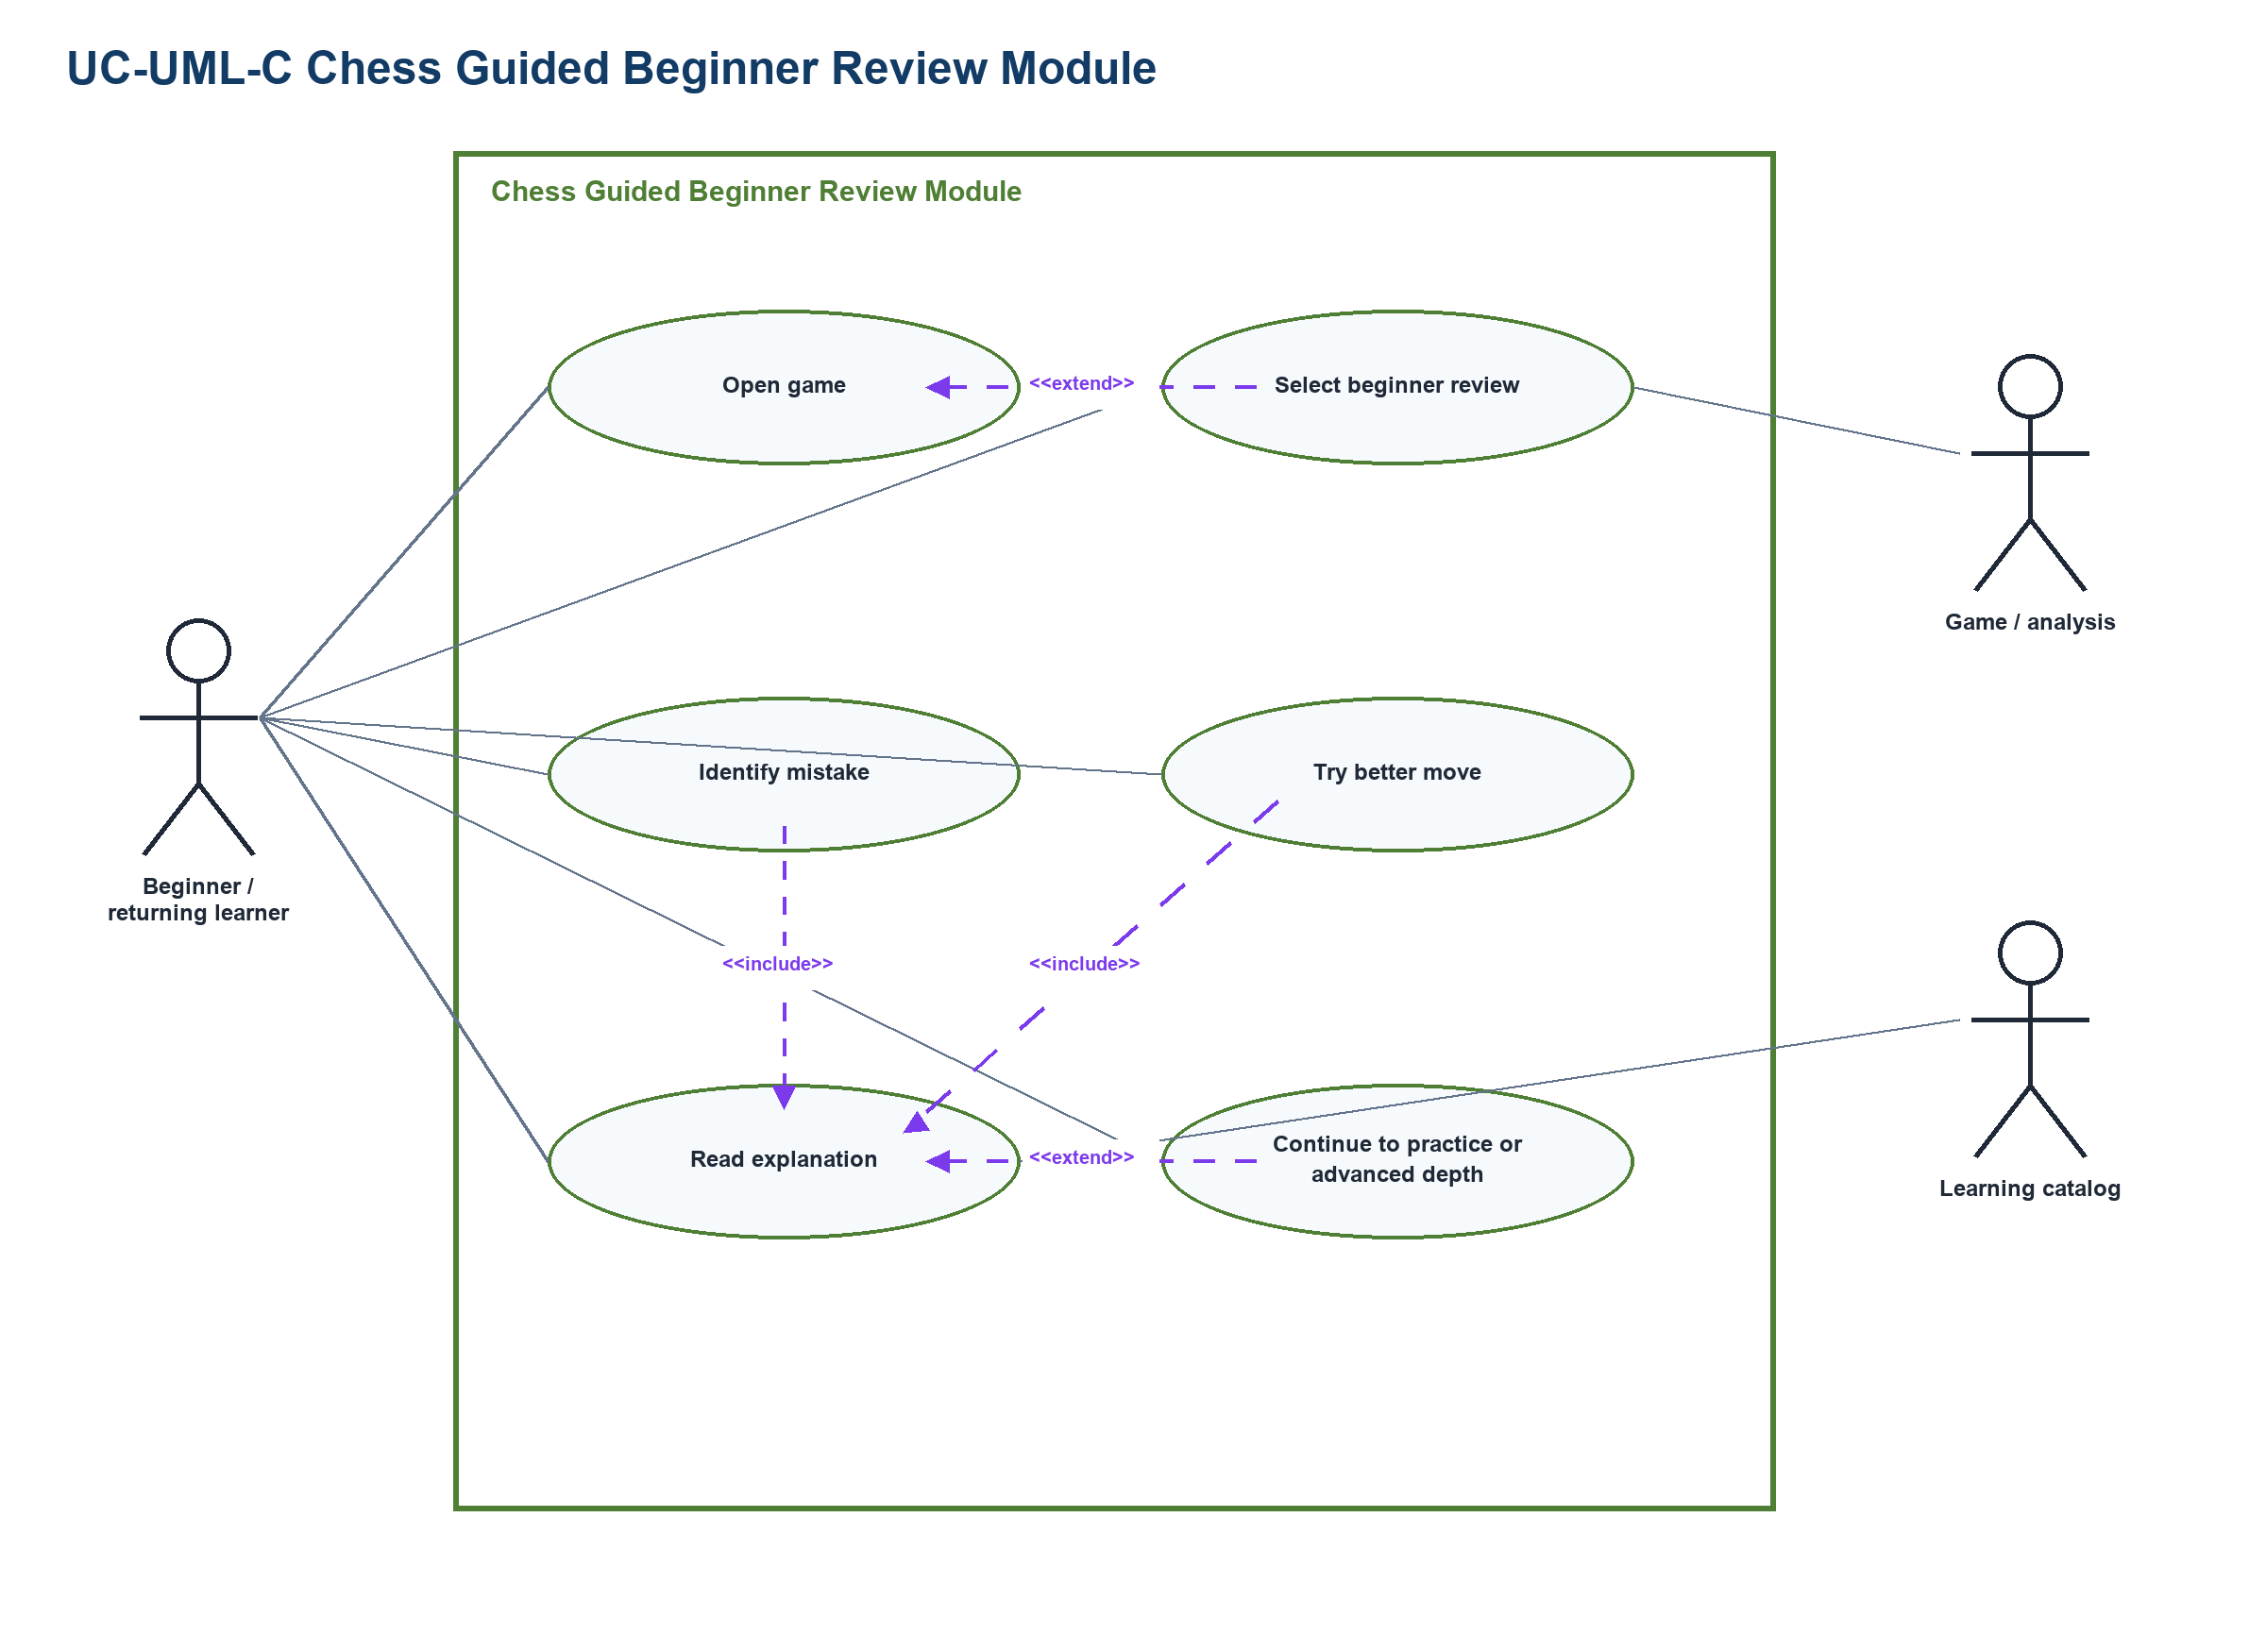 UC-UML-C Chess Guided Beginner Review Module
Chess Guided Beginner Review Module
Open game
<<extend>>
Select beginner review
Game / analysis
Identify mistake
Try better move
Beginner /
returning learner
<<include>>
<<include>>
Read explanation
<<extend>>
Continue to practice or
advanced depth
Learning catalog